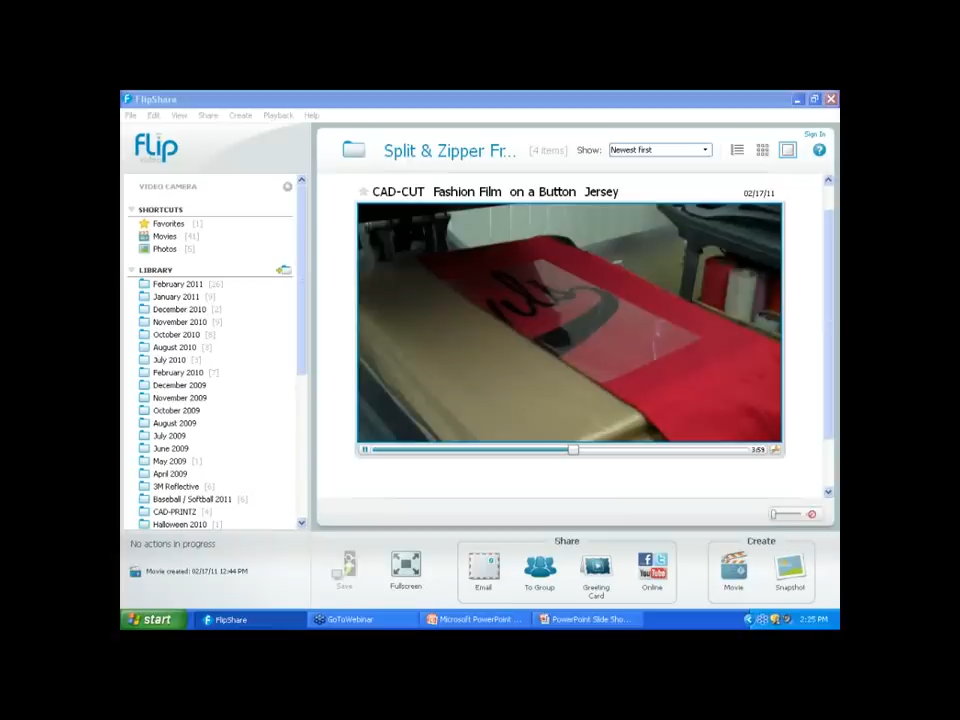 FlipShare
File Edit View Share Create Playback Help
Sign In
flip
video
Split & Zipper Fr... [4 items] Show: Newest first
VIDEO CAMERA
CAD-CUT Fashion Film on a Button Jersey 02/17/11
SHORTCUTS
Favorites [1]
Movies [41]
Photos [5]
LIBRARY
February 2011 [26]
January 2011 [9]
December 2010 [2]
November 2010 [9]
October 2010 [8]
August 2010 [3]
July 2010 [3]
February 2010 [7]
December 2009
November 2009
October 2009
August 2009
July 2009
June 2009
May 2009 [1]
April 2009
3M Reflective [6]
Baseball / Softball 2011 [6]
CAD-PRINTZ [4]
Halloween 2010 [1]
3:59
No actions in progress
Movie created: 02/17/11 12:44 PM
Share
Create
Save
Fullscreen
Email
To Group
Greeting Card
Online
Movie
Snapshot
You Tube
start FlipShare GoToWebinar Microsoft PowerPoint ... PowerPoint Slide Sho... 2:25 PM